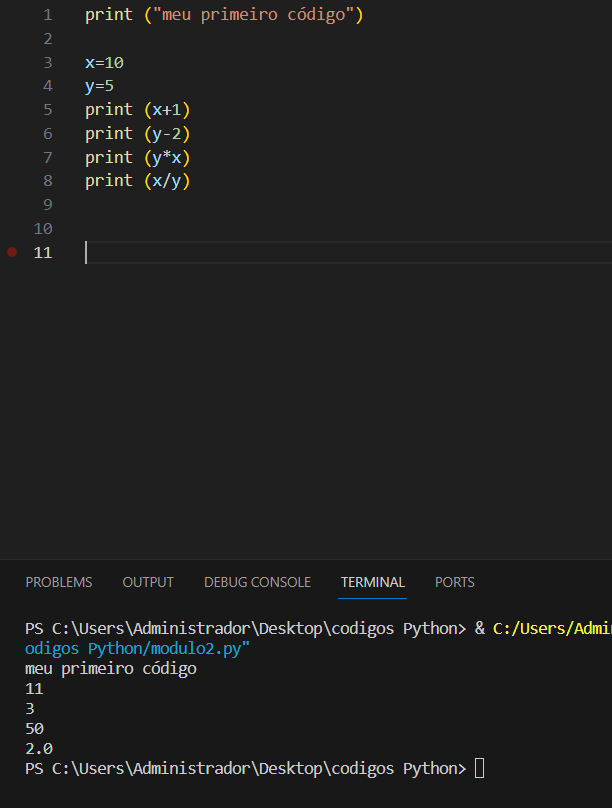 1 print ("meu primeiro código")
2
3 x=10
4 y=5
5 print (x+1)
6 print (y-2)
7 print (y*x)
8 print (x/y)
9
10
11
PROBLEMS OUTPUT DEBUG CONSOLE TERMINAL PORTS
PS C:\Users\Administrador\Desktop\codigos Python> & C:/Users/Admi
odigos Python/modulo2.py"
meu primeiro código
11
3
50
2.0
PS C:\Users\Administrador\Desktop\codigos Python>